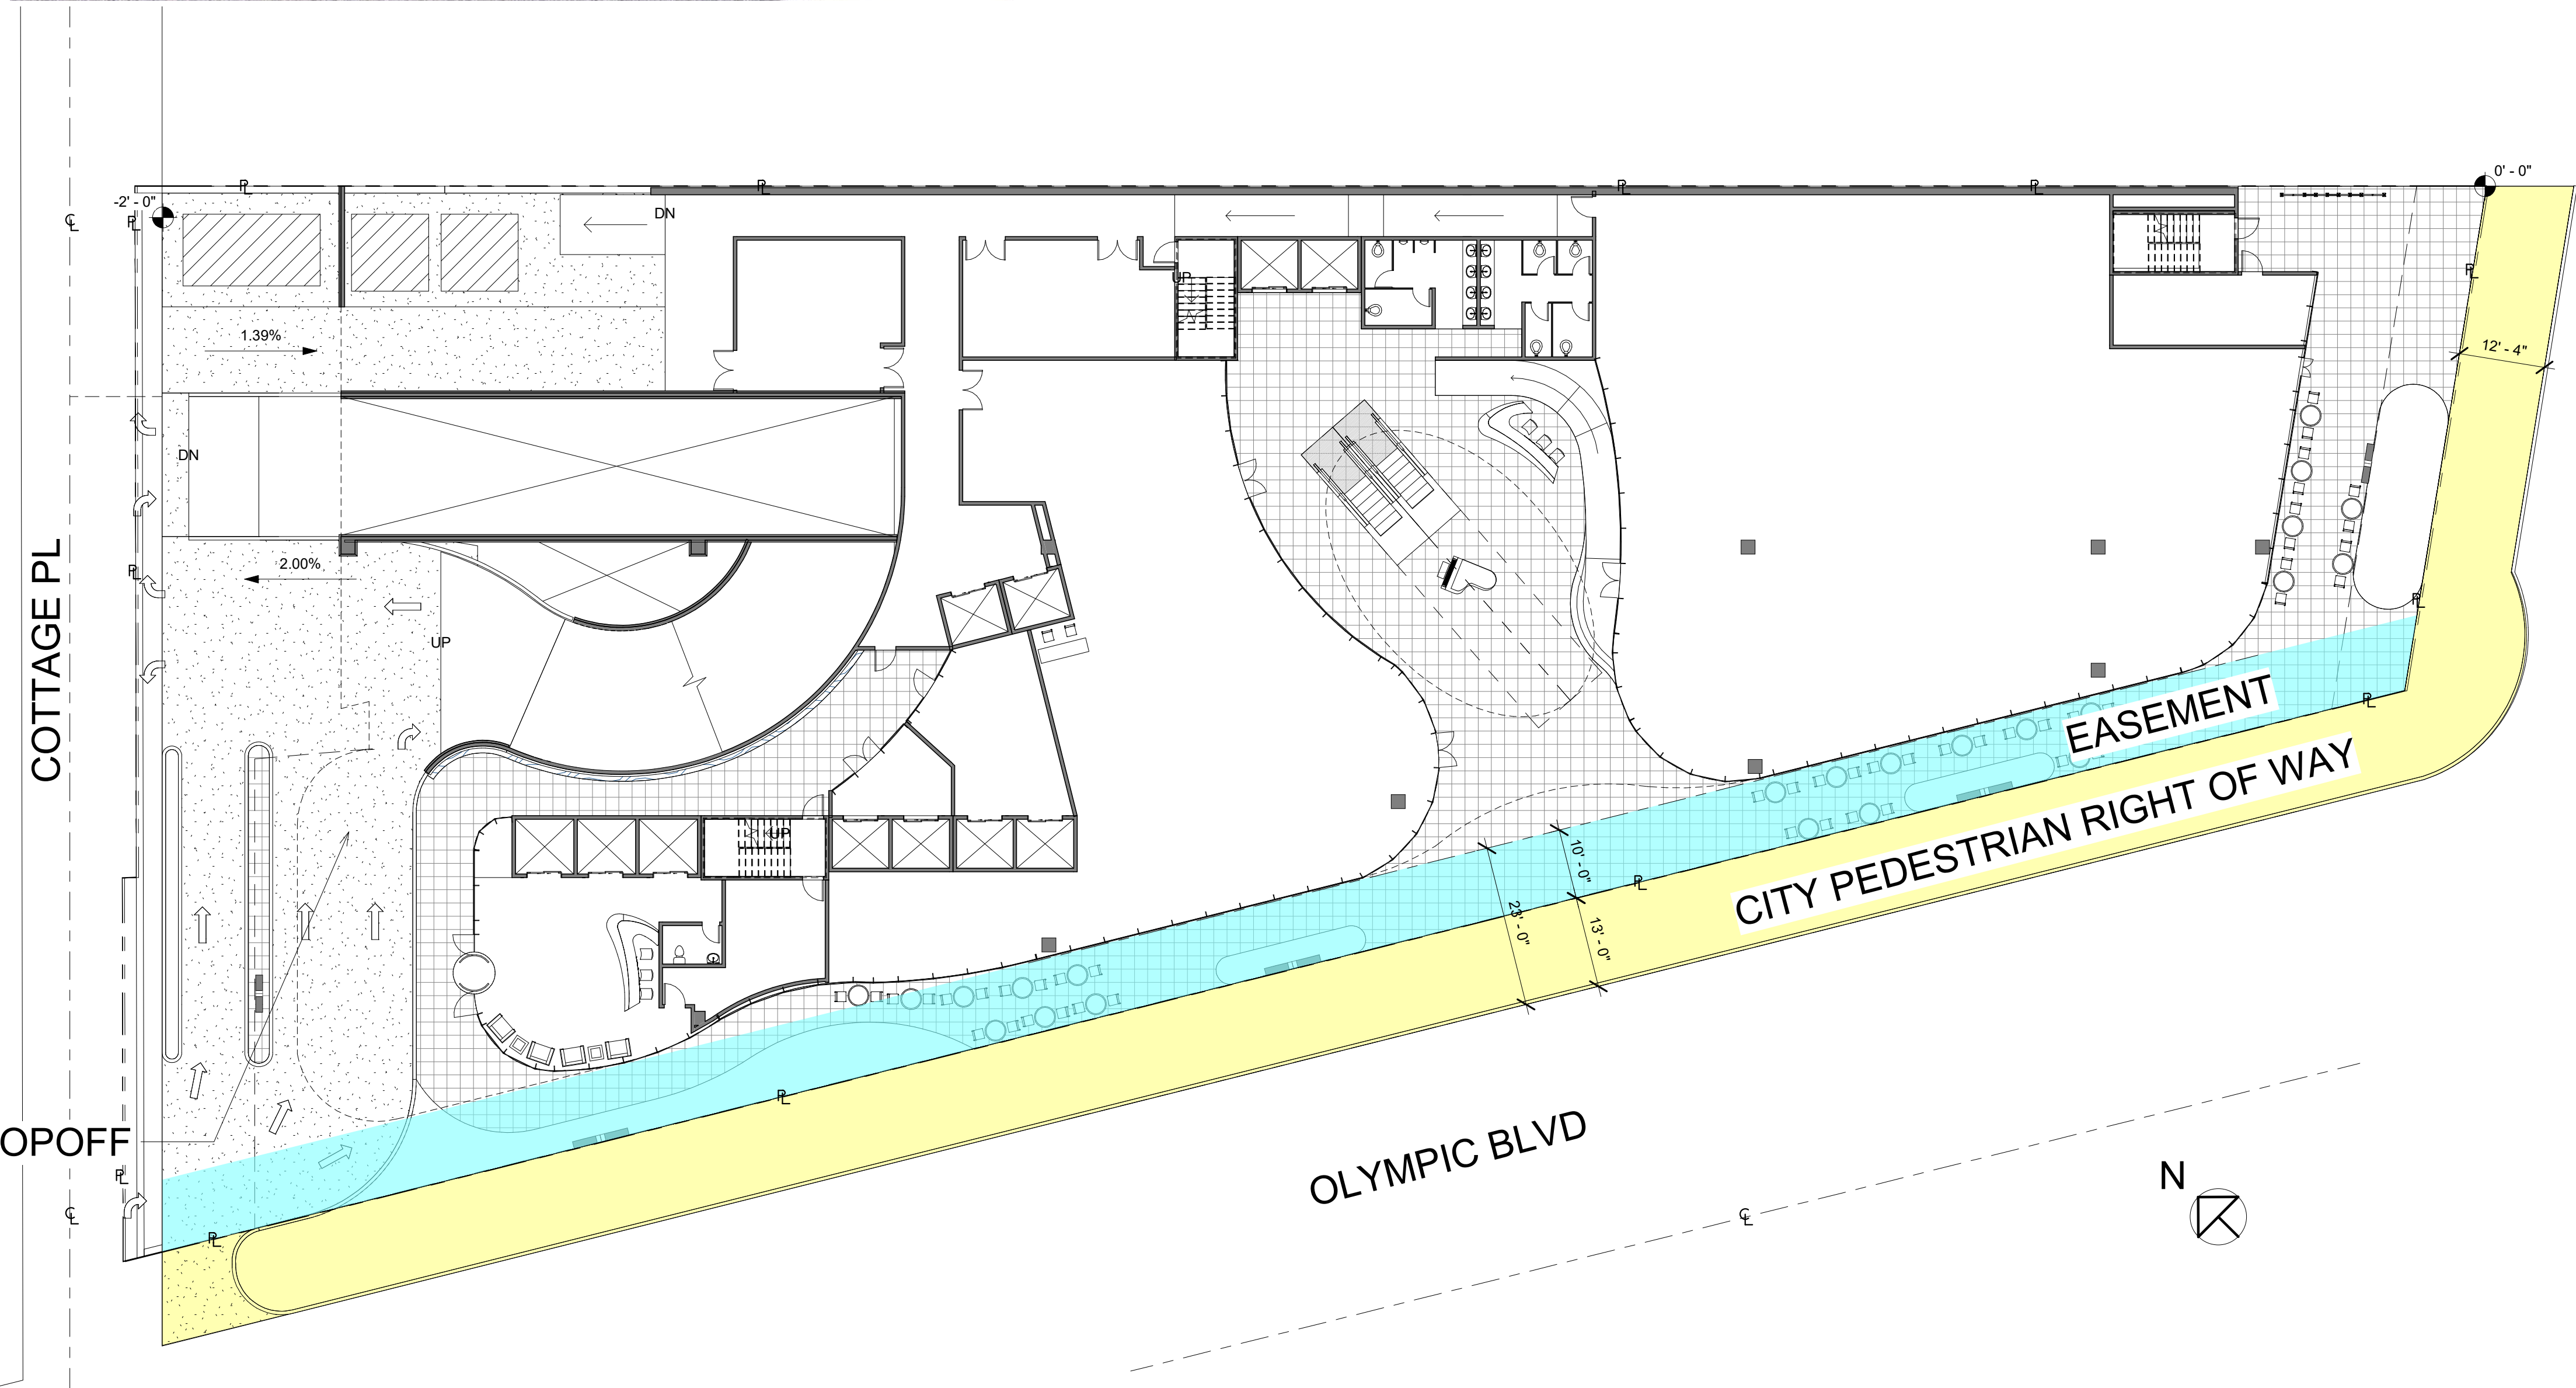 0' - 0"
-2' - 0"
DN
UP
1.39%
12' - 4"
DN
2.00%
UP
COTTAGE PL
EASEMENT
CITY PEDESTRIAN RIGHT OF WAY
UP
10' - 0"
23' - 0"
13' - 0"
OPOFF
OLYMPIC BLVD
N
PL
PL
PL
PL
PL
PL
PL
PL
PL
PL
PL
PL
PL
PL
CL
CL
CL